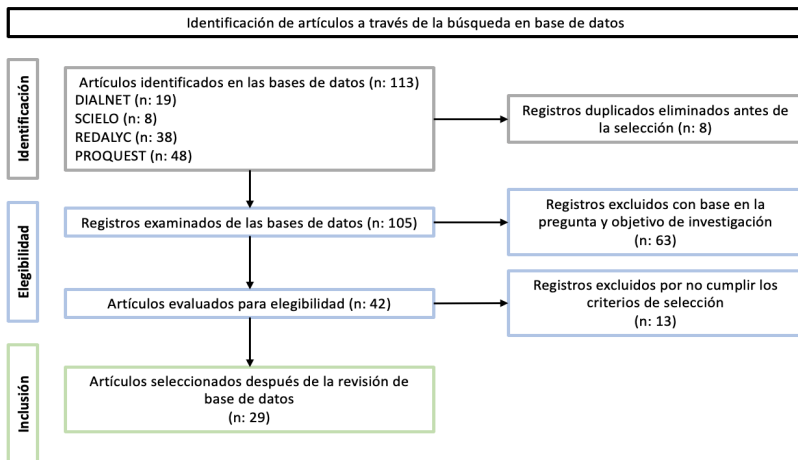 Identificación de artículos a través de la búsqueda en base de datos
Identificación
Artículos identificados en las bases de datos (n: 113)
DIALNET (n: 19)
SCIELO (n: 8)
REDALYC (n: 38)
PROQUEST (n: 48)
Registros duplicados eliminados antes de
la selección (n: 8)
Elegibilidad
Registros examinados de las bases de datos (n: 105)
Registros excluidos con base en la
pregunta y objetivo de investigación
(n: 63)
Artículos evaluados para elegibilidad (n: 42)
Registros excluidos por no cumplir los
criterios de selección
(n: 13)
Inclusión
Artículos seleccionados después de la revisión de
base de datos
(n: 29)